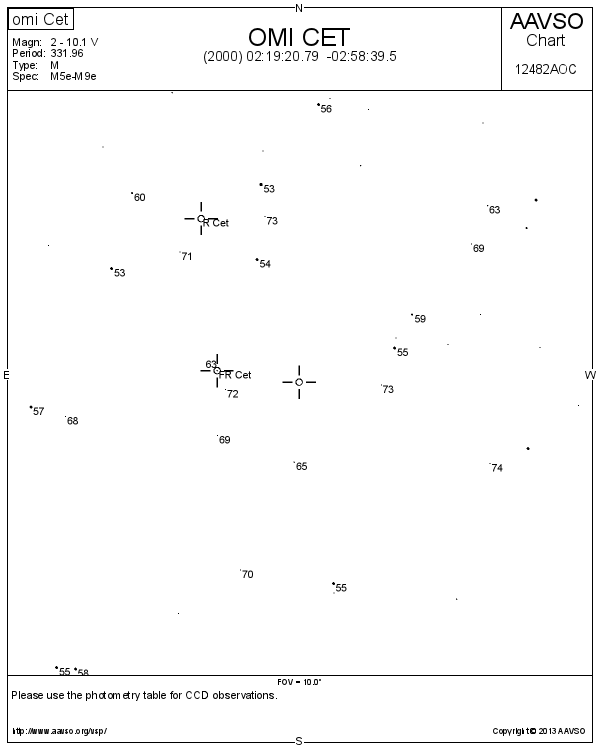 N
omi Cet
Magn: 2 - 10.1 V
Period: 331.96
Type: M
Spec: M5e-M9e
OMI CET
(2000) 02:19:20.79 -02:58:39.5
AAVSO
Chart
12482AOC
56
53
60
63
73
R Cet
69
71
54
53
59
55
63
FR Cet
E
W
73
72
57
68
69
65
74
70
55
55
58
FOV = 10.0°
Please use the photometry table for CCD observations.
http://www.aavso.org/vsp/
Copyright © 2013 AAVSO
S